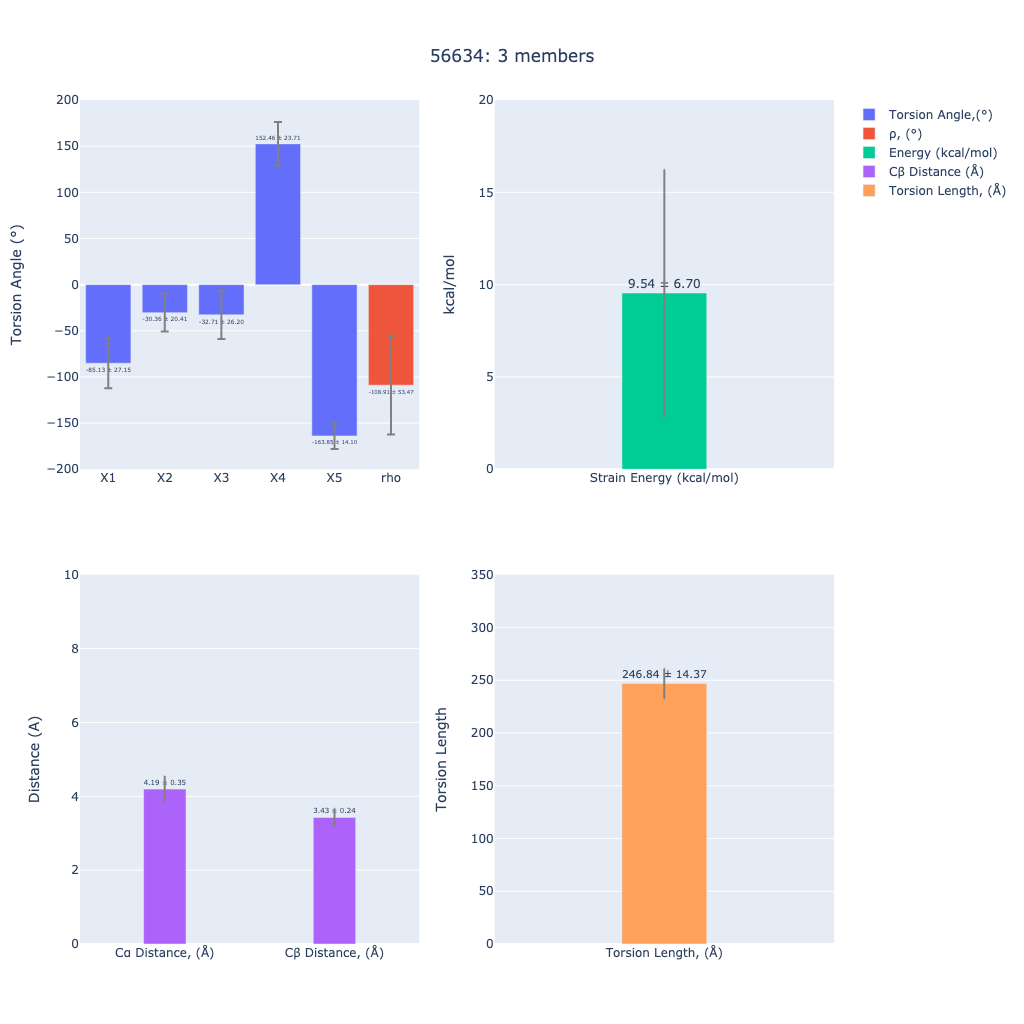 56634: 3 members
Torsion Angle (°)
200
150
100
50
0
−50
−100
−150
−200
-85.13 ± 27.15
-30.36 ± 20.41
-32.71 ± 26.20
152.46 ± 23.71
-163.85 ± 14.10
-108.91 ± 53.47
X1 X2 X3 X4 X5 rho
kcal/mol
20
15
10
5
0
9.54 ± 6.70
Strain Energy (kcal/mol)
Torsion Angle,(°)
ρ, (°)
Energy (kcal/mol)
Cβ Distance (Å)
Torsion Length, (Å)
Distance (A)
10
8
6
4
2
0
4.19 ± 0.35
3.43 ± 0.24
Cα Distance, (Å) Cβ Distance, (Å)
Torsion Length
350
300
250
200
150
100
50
0
246.84 ± 14.37
Torsion Length, (Å)